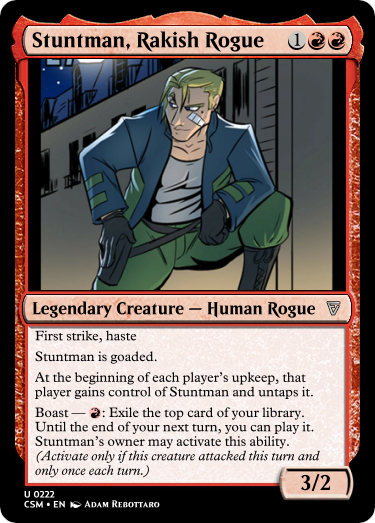 Stuntman, Rakish Rogue 1
Legendary Creature — Human Rogue
First strike, haste
Stuntman is goaded.
At the beginning of each player's upkeep, that
player gains control of Stuntman and untaps it.
Boast — : Exile the top card of your library.
Until the end of your next turn, you can play it.
Stuntman's owner may activate this ability.
(Activate only if this creature attacked this turn and
only once each turn.)
3/2
U 0222
CSM • EN Adam Rebottaro